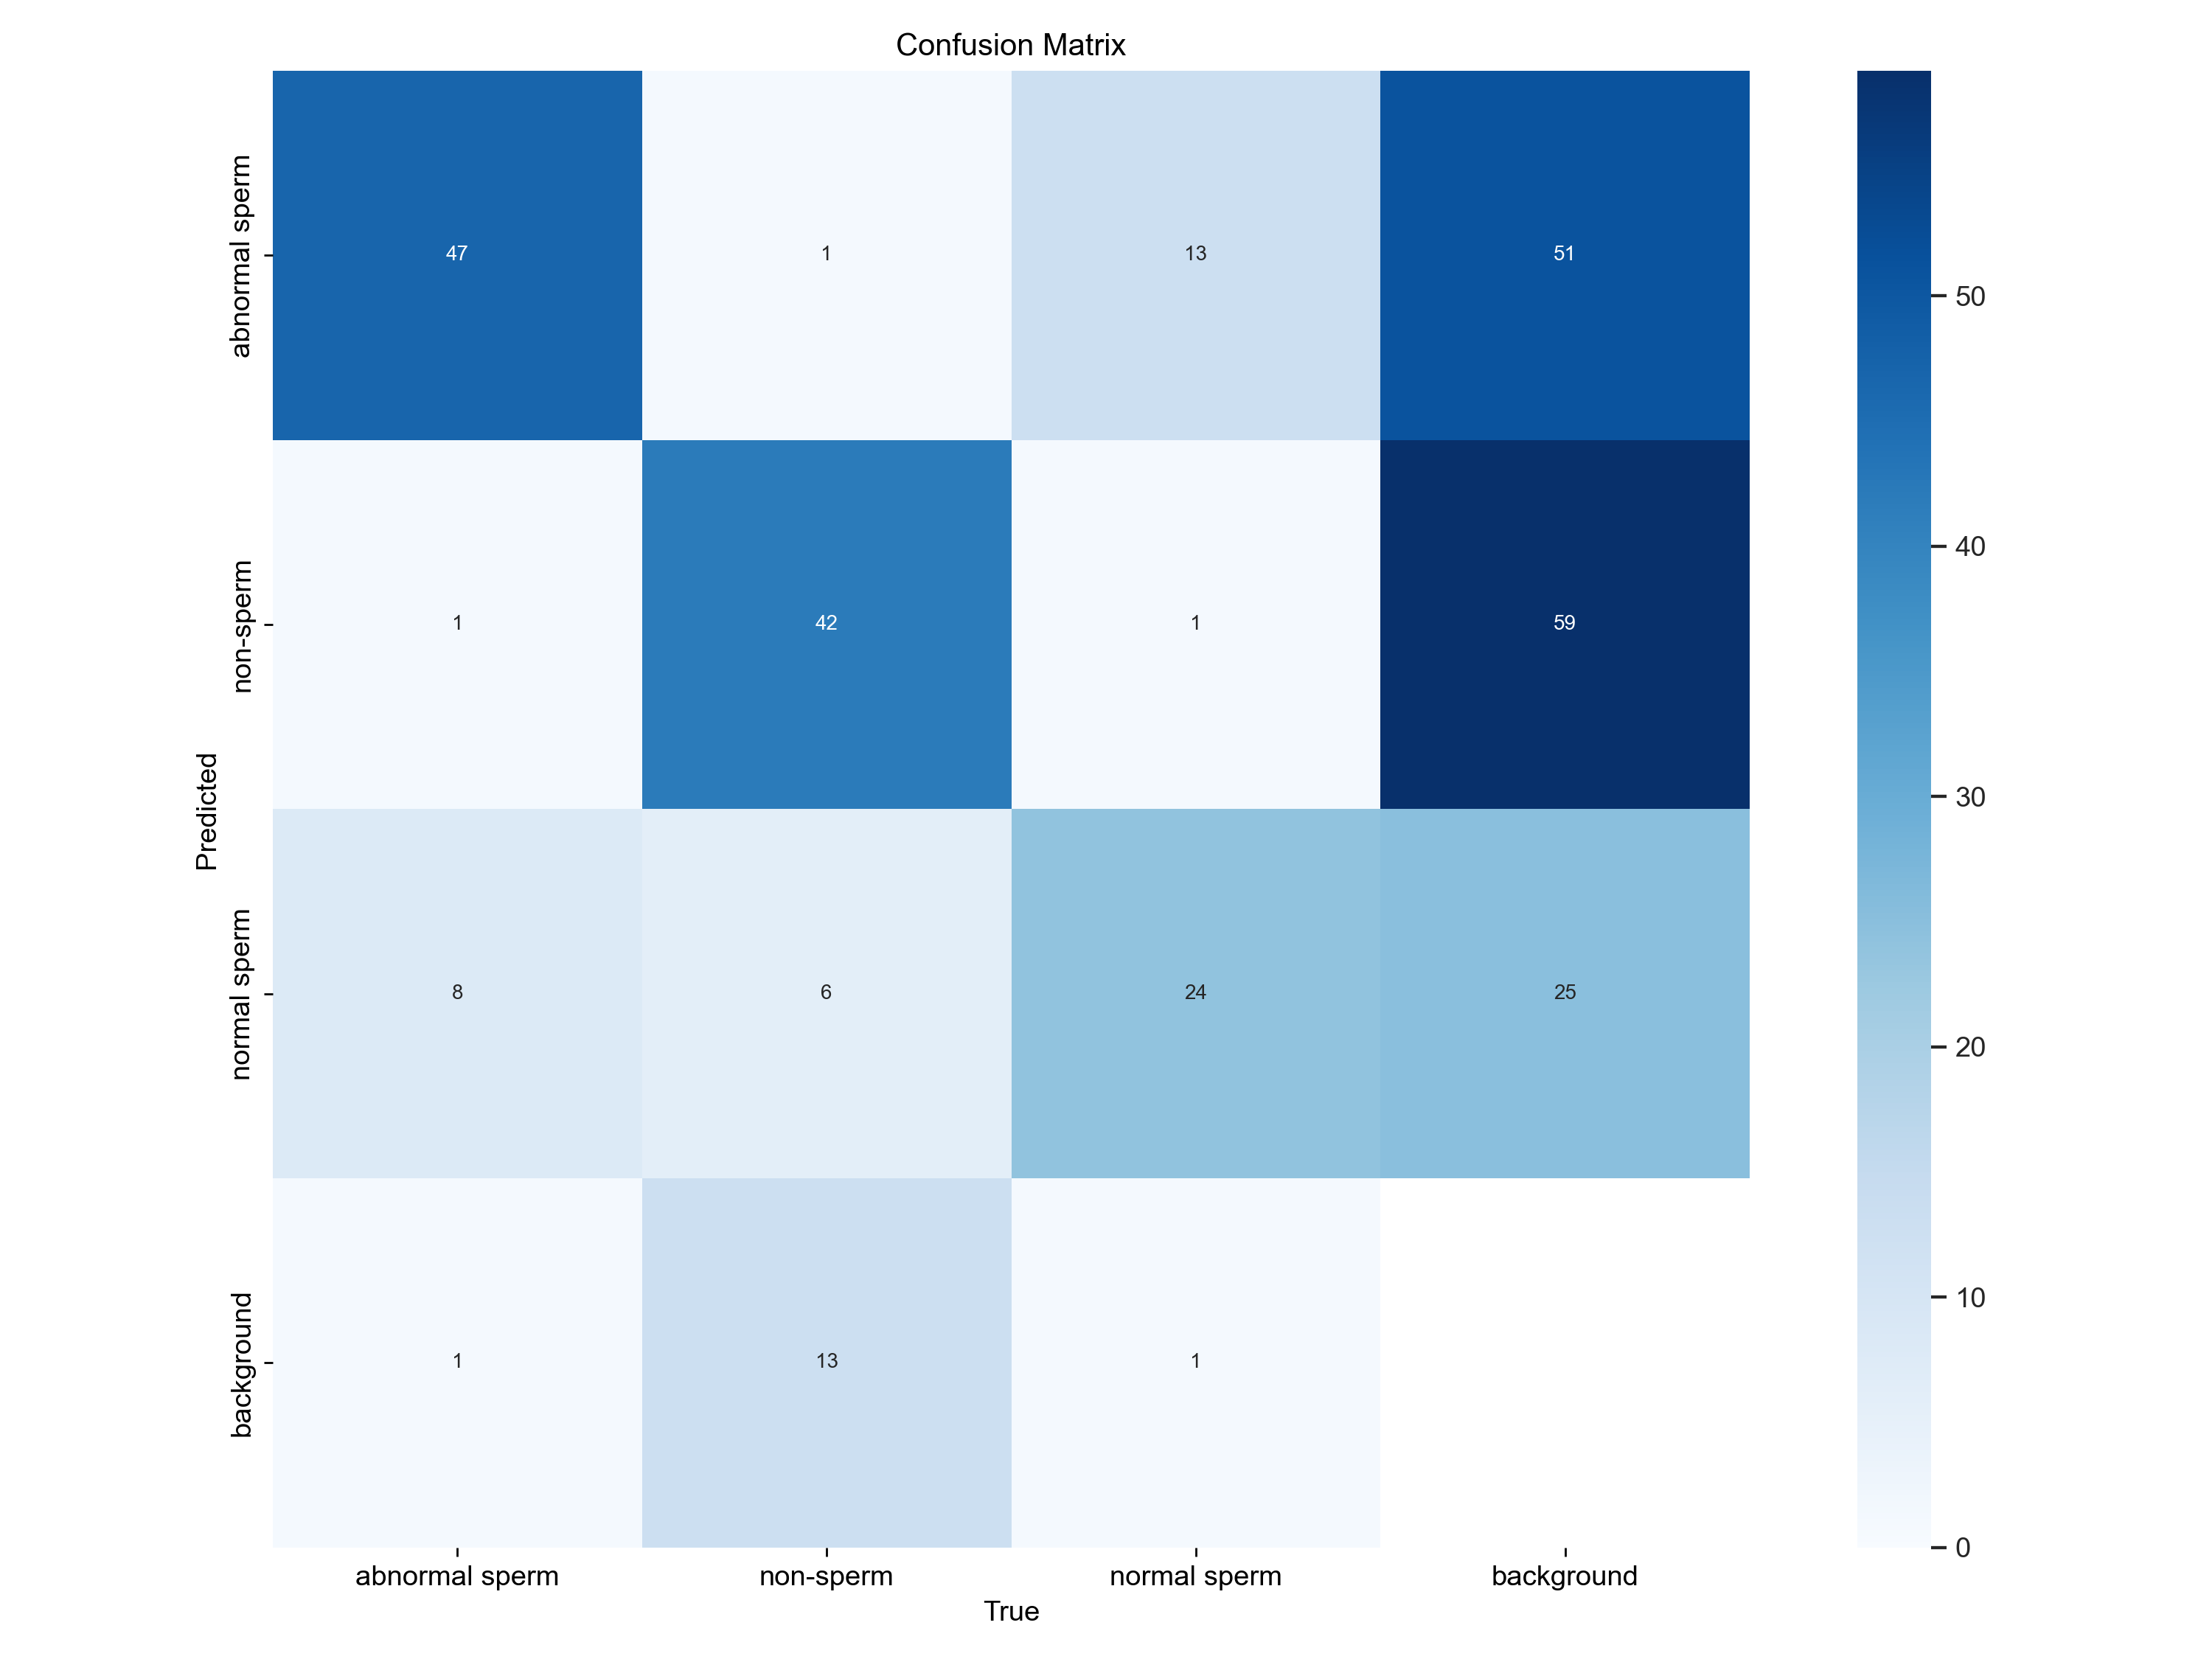 Confusion Matrix
abnormal sperm
47 1 13 51
50
non-sperm
1 42 1 59
40
Predicted
30
normal sperm
8 6 24 25
20
background
1 13 1
10
0
abnormal sperm non-sperm normal sperm background
True